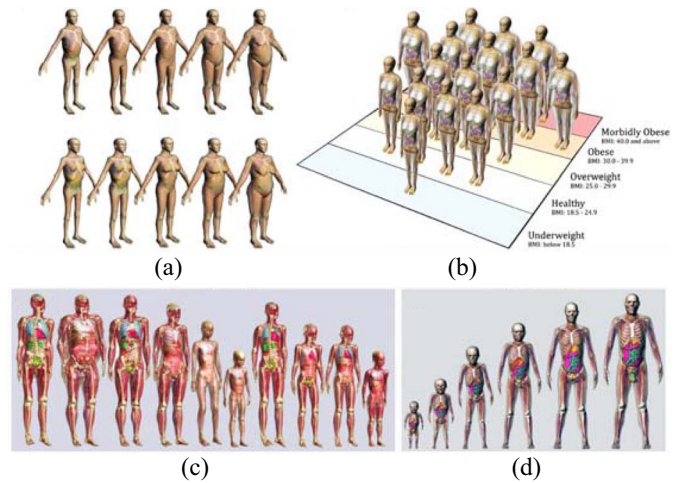 Morbidly Obese
BMI: 40.0 and above
Obese
BMI: 30.0 - 39.9
Overweight
BMI: 25.0 - 29.9
Healthy
BMI: 18.5 - 24.9
Underweight
BMI: below 18.5
(a)
(b)
(c)
(d)